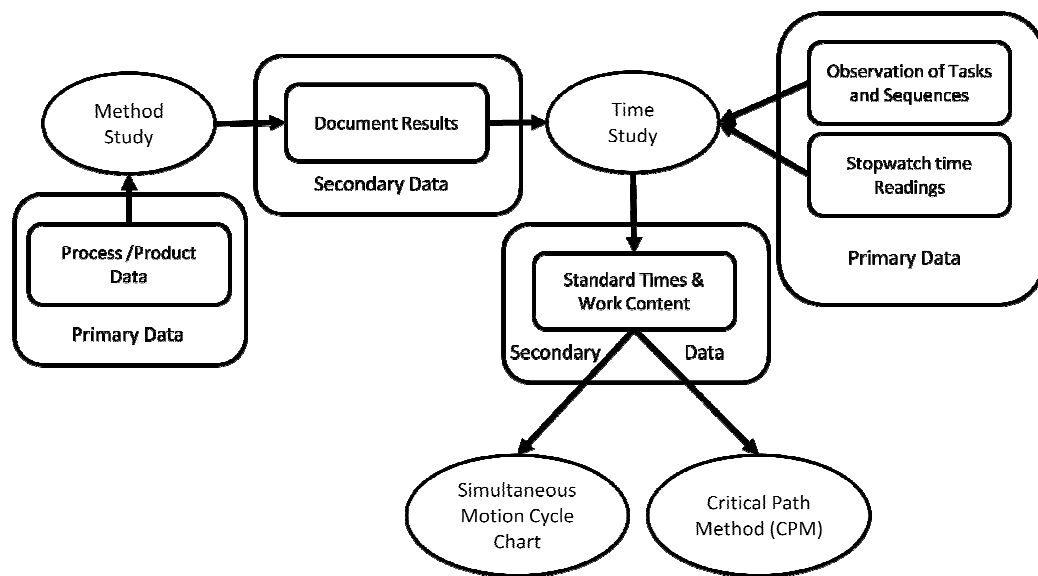 Method
Study
Document Results
Secondary Data
Time
Study
Observation of Tasks
and Sequences
Stopwatch time
Readings
Primary Data
Process /Product
Data
Primary Data
Standard Times &
Work Content
Secondary Data
Simultaneous
Motion Cycle
Chart
Critical Path
Method (CPM)